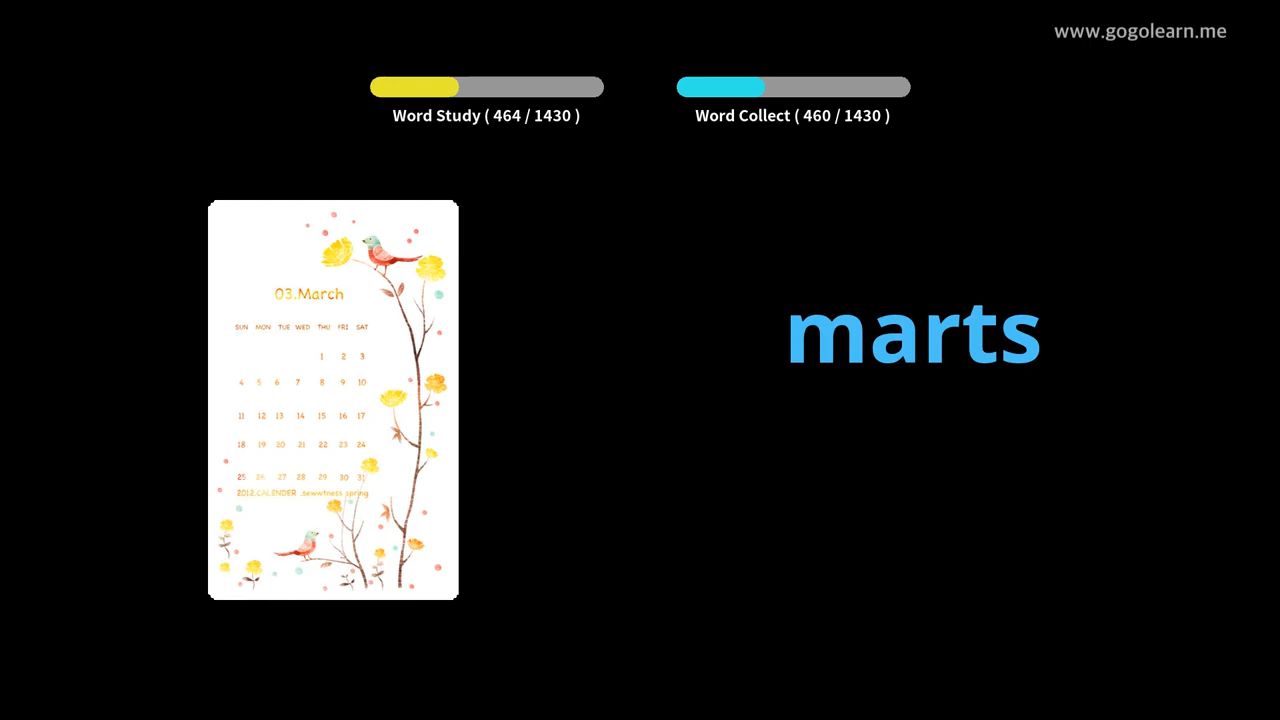 www.gogolearn.me
Word Study ( 464 / 1430 )
Word Collect ( 460 / 1430 )
03.March
SUN MON TUE WED THU FRI SAT
1 2 3
4 5 6 7 8 9 10
11 12 13 14 15 16 17
18 19 20 21 22 23 24
25 26 27 28 29 30 31
2012.CALENDER .sewwtness spring
marts